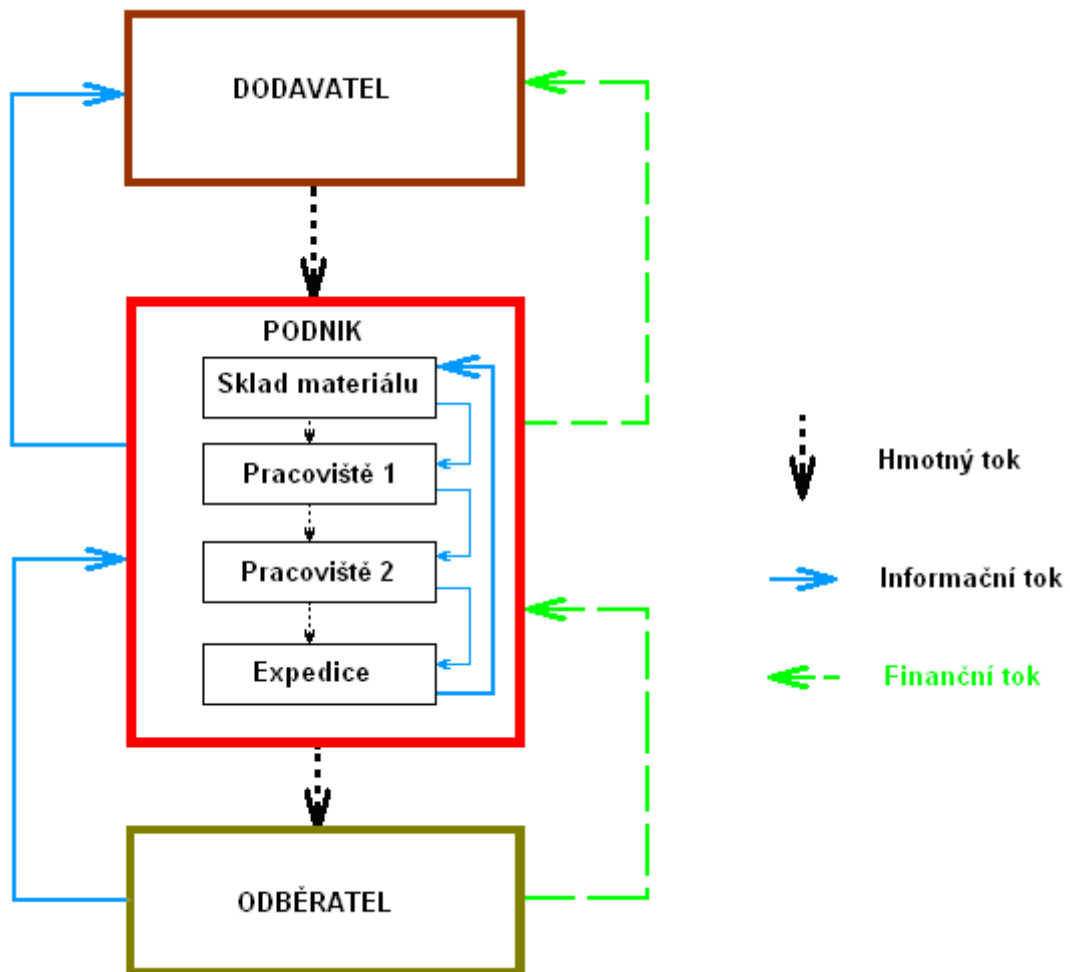 DODAVATEL
PODNIK
Sklad materiálu
Pracoviště 1
Pracoviště 2
Expedice
ODBĚRATEL
Hmotný tok
Informační tok
Finanční tok